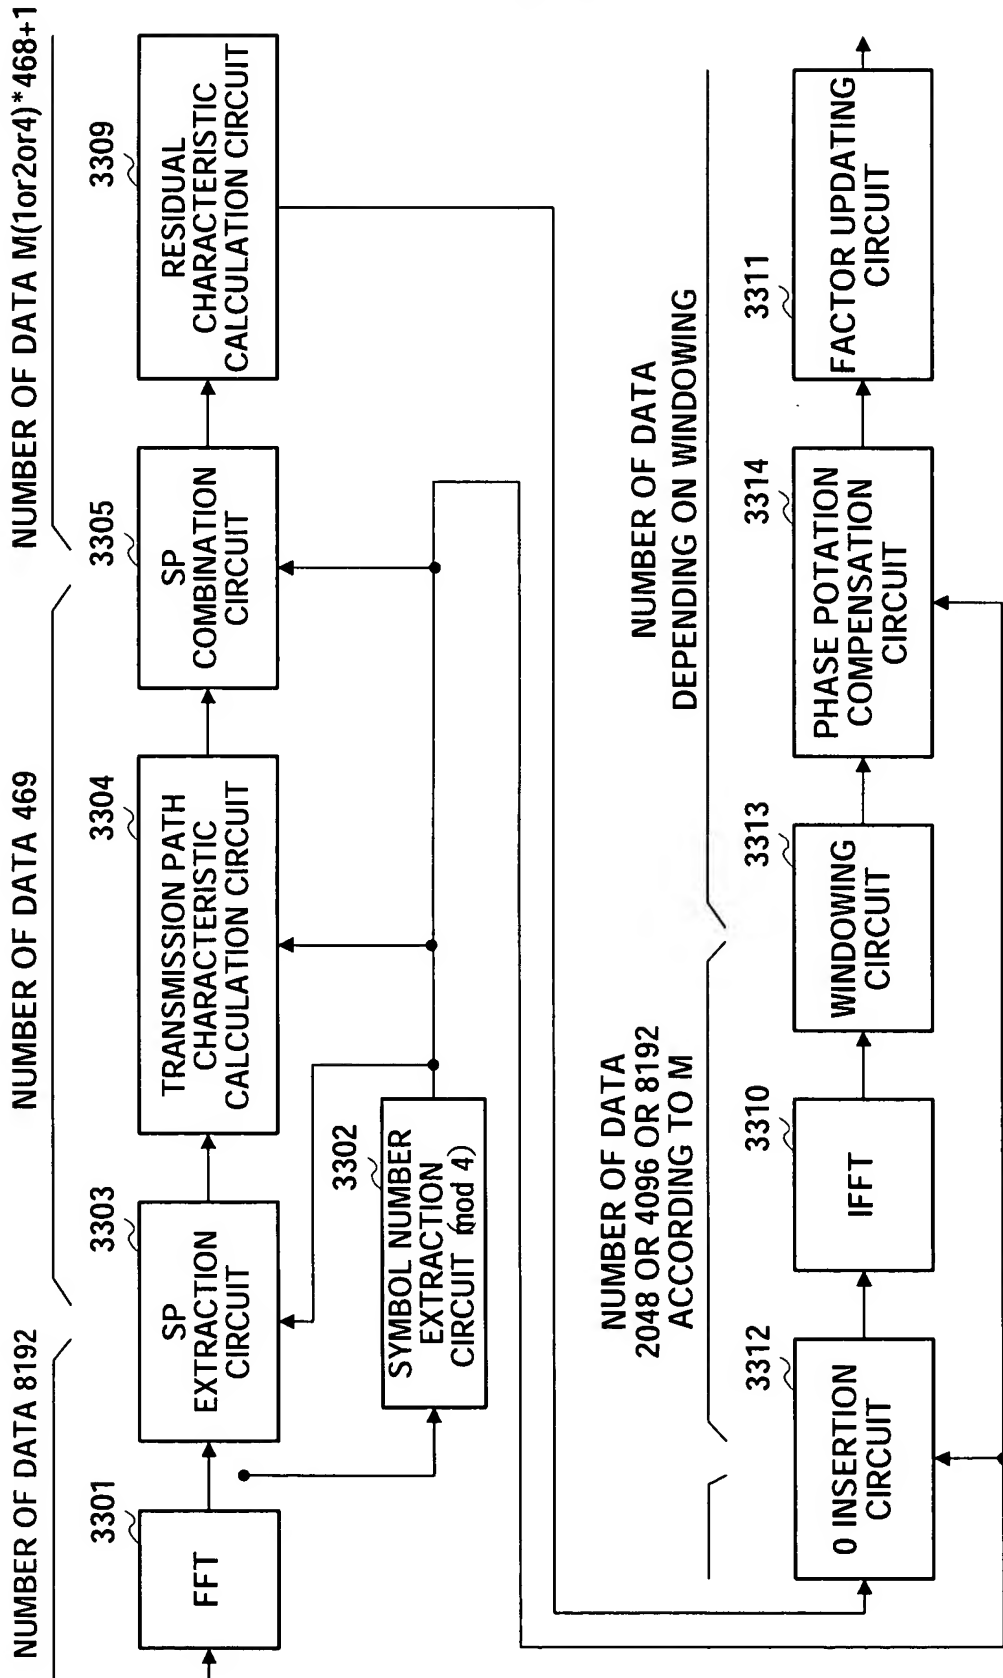 NUMBER OF DATA 8192
NUMBER OF DATA 469
NUMBER OF DATA M(1or2or4)*468+1
3301
FFT
3303
SP
EXTRACTION
CIRCUIT
3304
TRANSMISSION PATH
CHARACTERISTIC
CALCULATION CIRCUIT
3305
SP
COMBINATION
CIRCUIT
3309
RESIDUAL
CHARACTERISTIC
CALCULATION CIRCUIT
3302
SYMBOL NUMBER
EXTRACTION
CIRCUIT (mod 4)
NUMBER OF DATA
2048 OR 4096 OR 8192
ACCORDING TO M
NUMBER OF DATA
DEPENDING ON WINDOWING
3312
0 INSERTION
CIRCUIT
3310
IFFT
3313
WINDOWING
CIRCUIT
3314
PHASE POTATION
COMPENSATION
CIRCUIT
3311
FACTOR UPDATING
CIRCUIT